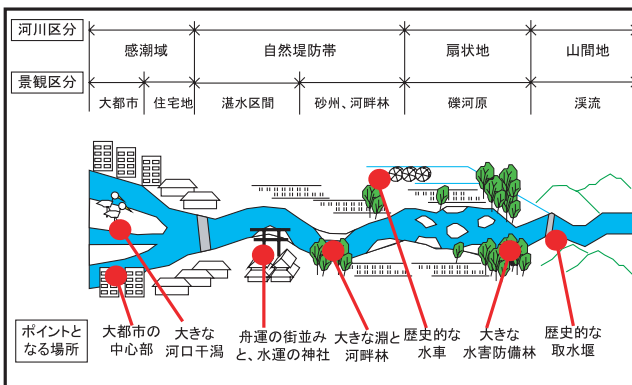 河川区分
感潮域 自然堤防帯 扇状地 山間地
景観区分
大都市 住宅地 湛水区間 砂州、河畔林 礫河原 渓流
ポイントと
なる場所
大都市の
中心部
大きな
河口干潟
舟運の街並み
と、水運の神社
大きな淵と
河畔林
歴史的な
水車
大きな
水害防備林
歴史的な
取水堰